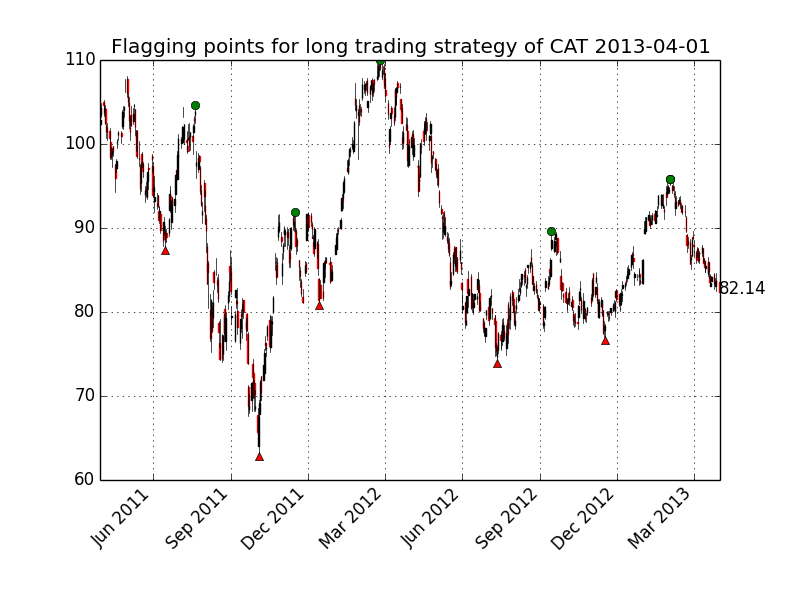 Flagging points for long trading strategy of CAT 2013-04-01
110
100
90
80
70
60
82.14
Jun 2011
Sep 2011
Dec 2011
Mar 2012
Jun 2012
Sep 2012
Dec 2012
Mar 2013